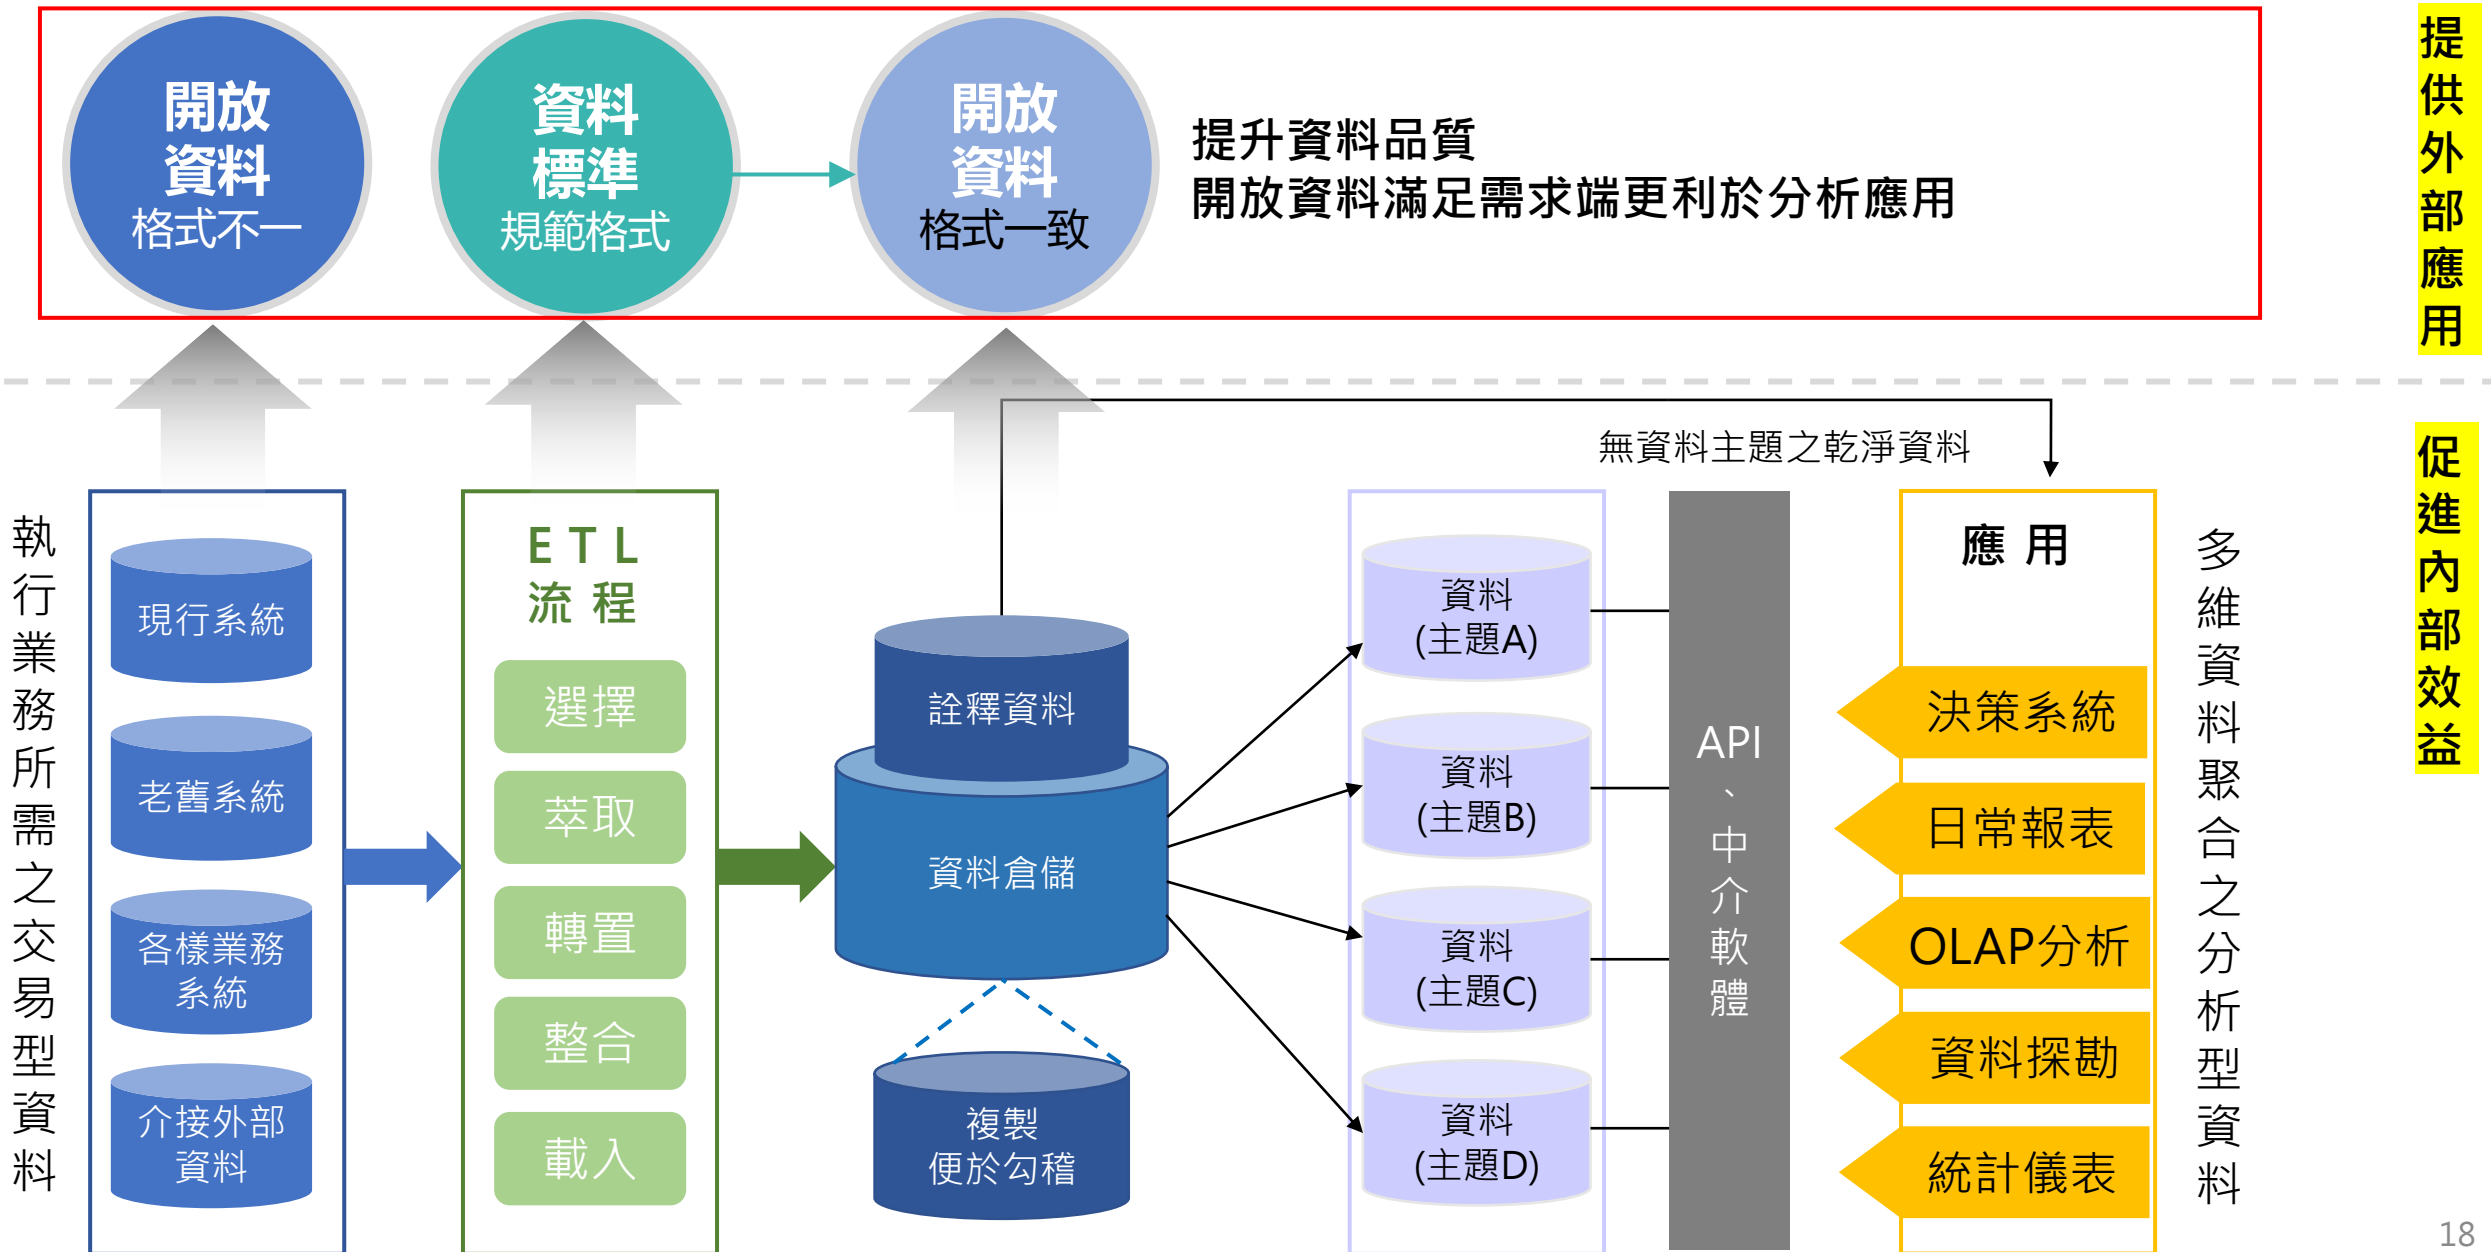 開放
資料
格式不一
資料
標準
規範格式
開放
資料
格式一致
提升資料品質
開放資料滿足需求端更利於分析應用
提供外部應用
無資料主題之乾淨資料
執行業務所需之交易型資料
現行系統
老舊系統
各樣業務
系統
介接外部
資料
ETL
流程
選擇
萃取
轉置
整合
載入
詮釋資料
資料倉儲
複製
便於勾稽
資料
(主題A)
資料
(主題B)
資料
(主題C)
資料
(主題D)
API、中介軟體
應用
決策系統
日常報表
OLAP分析
資料探勘
統計儀表
多維資料聚合之分析型資料
促進內部效益
18